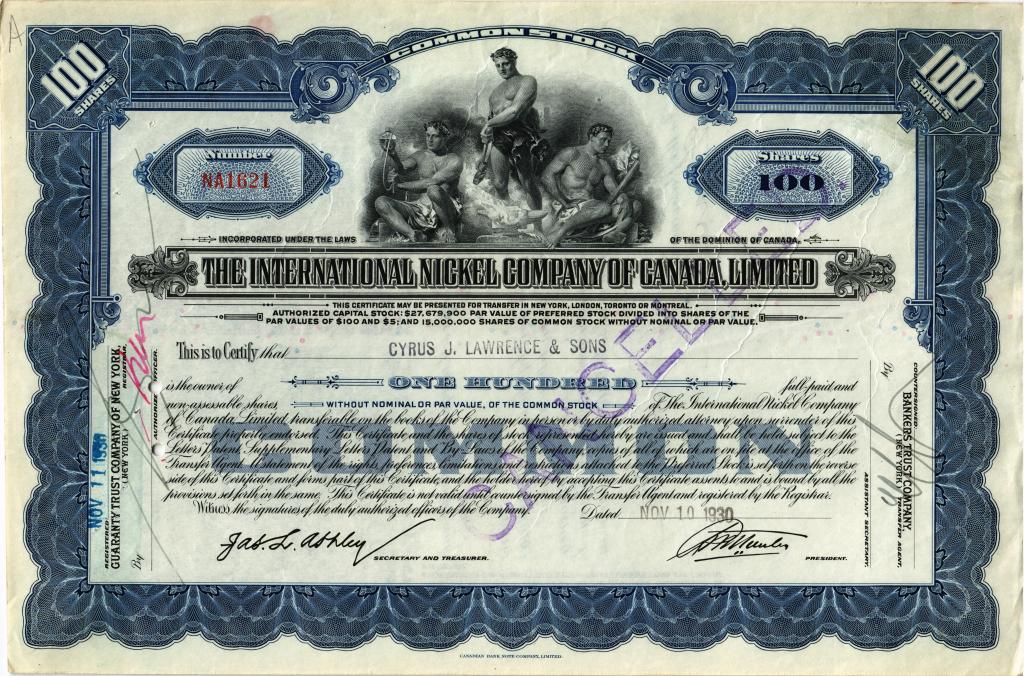 A
COMMON STOCK
100
SHARES
100
SHARES
Number
NA1621
Shares
100
INCORPORATED UNDER THE LAWS
OF THE DOMINION OF CANADA.
THE INTERNATIONAL NICKEL COMPANY OF CANADA, LIMITED
THIS CERTIFICATE MAY BE PRESENTED FOR TRANSFER IN NEW YORK, LONDON, TORONTO OR MONTREAL.
AUTHORIZED CAPITAL STOCK: $27,679,900 PAR VALUE OF PREFERRED STOCK DIVIDED INTO SHARES OF THE
PAR VALUES OF $100 AND $5; AND 15,000,000 SHARES OF COMMON STOCK WITHOUT NOMINAL OR PAR VALUE.
This is to Certify that CYRUS J. LAWRENCE & SONS
is the owner of ONE HUNDRED full-paid and
non-assessable shares, WITHOUT NOMINAL OR PAR VALUE, OF THE COMMON STOCK of The International Nickel Company
of Canada, Limited, transferable on the books of the Company in person or by duly authorized attorney upon surrender of this
Certificate properly endorsed. This Certificate and the shares of stock represented hereby are issued and shall be held subject to the
Letters Patent, Supplementary Letters Patent and By-Laws copies of all of which are on file at the office of the
Transfer Agent. A statement of the rights, preferences, limitations and restrictions attached to the Preferred Stock is set forth on the reverse
side of this Certificate and forms part of this Certificate, and the holder hereof by accepting this Certificate assents to and is bound by all the
provisions set forth in the same. This Certificate is not valid until countersigned by the Transfer Agent and registered by the Registrar.
Witness the signatures of the duly authorized officers of the Company. Dated NOV 10 1930
COMMON
CANCELLED.
Jas. L. Ashley
SECRETARY AND TREASURER.
PRESIDENT.
REGISTERED:
NOV 11 1930
GUARANTY TRUST COMPANY OF NEW YORK,
(NEW YORK) REGISTRAR,
By
AUTHORIZED OFFICER.
COUNTERSIGNED
BANKERS TRUST COMPANY,
(NEW YORK) TRANSFER AGENT,
By
ASSISTANT SECRETARY.
CANADIAN BANK NOTE COMPANY, LIMITED.